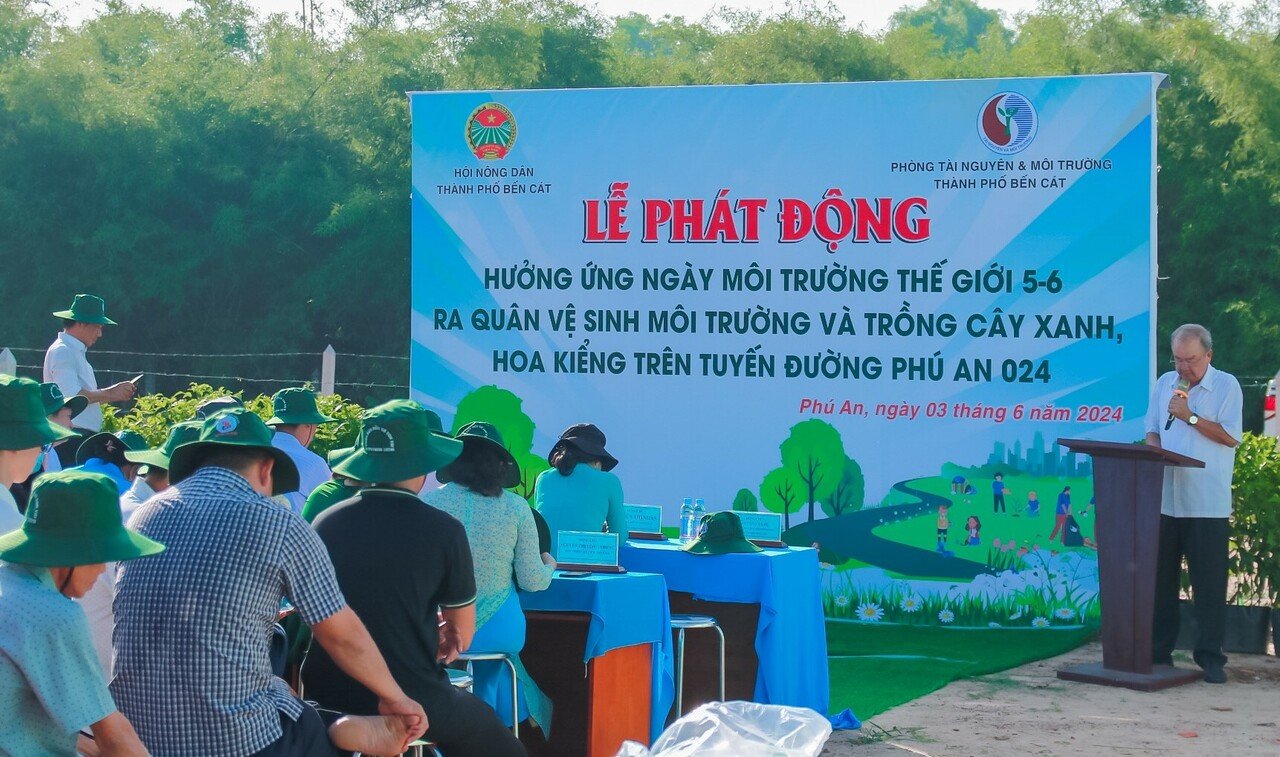 HỘI NÔNG DÂN
THÀNH PHỐ BẾN CÁT
PHÒNG TÀI NGUYÊN & MÔI TRƯỜNG
THÀNH PHỐ BẾN CÁT
LỄ PHÁT ĐỘNG
HƯỞNG ỨNG NGÀY MÔI TRƯỜNG THẾ GIỚI 5-6
RA QUÂN VỆ SINH MÔI TRƯỜNG VÀ TRỒNG CÂY XANH,
HOA KIỂNG TRÊN TUYẾN ĐƯỜNG PHÚ AN 024
Phú An, ngày 03 tháng 6 năm 2024